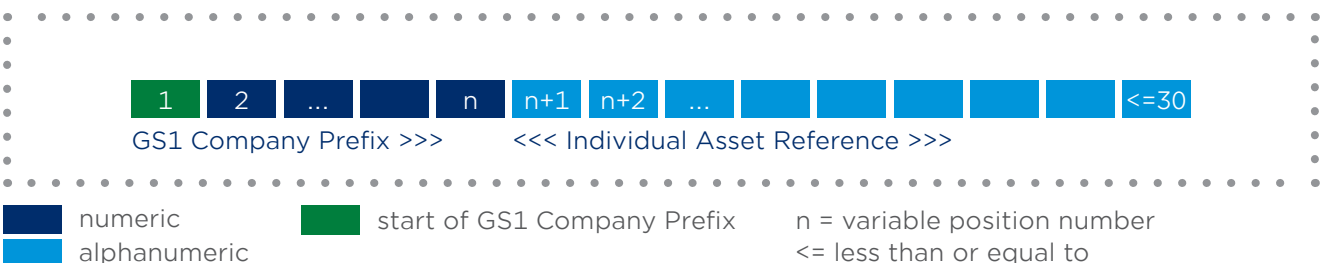 1 2 ... n n+1 n+2 ... <=30
GS1 Company Prefix >>> <<< Individual Asset Reference >>>
numeric start of GS1 Company Prefix n = variable position number
alphanumeric <= less than or equal to